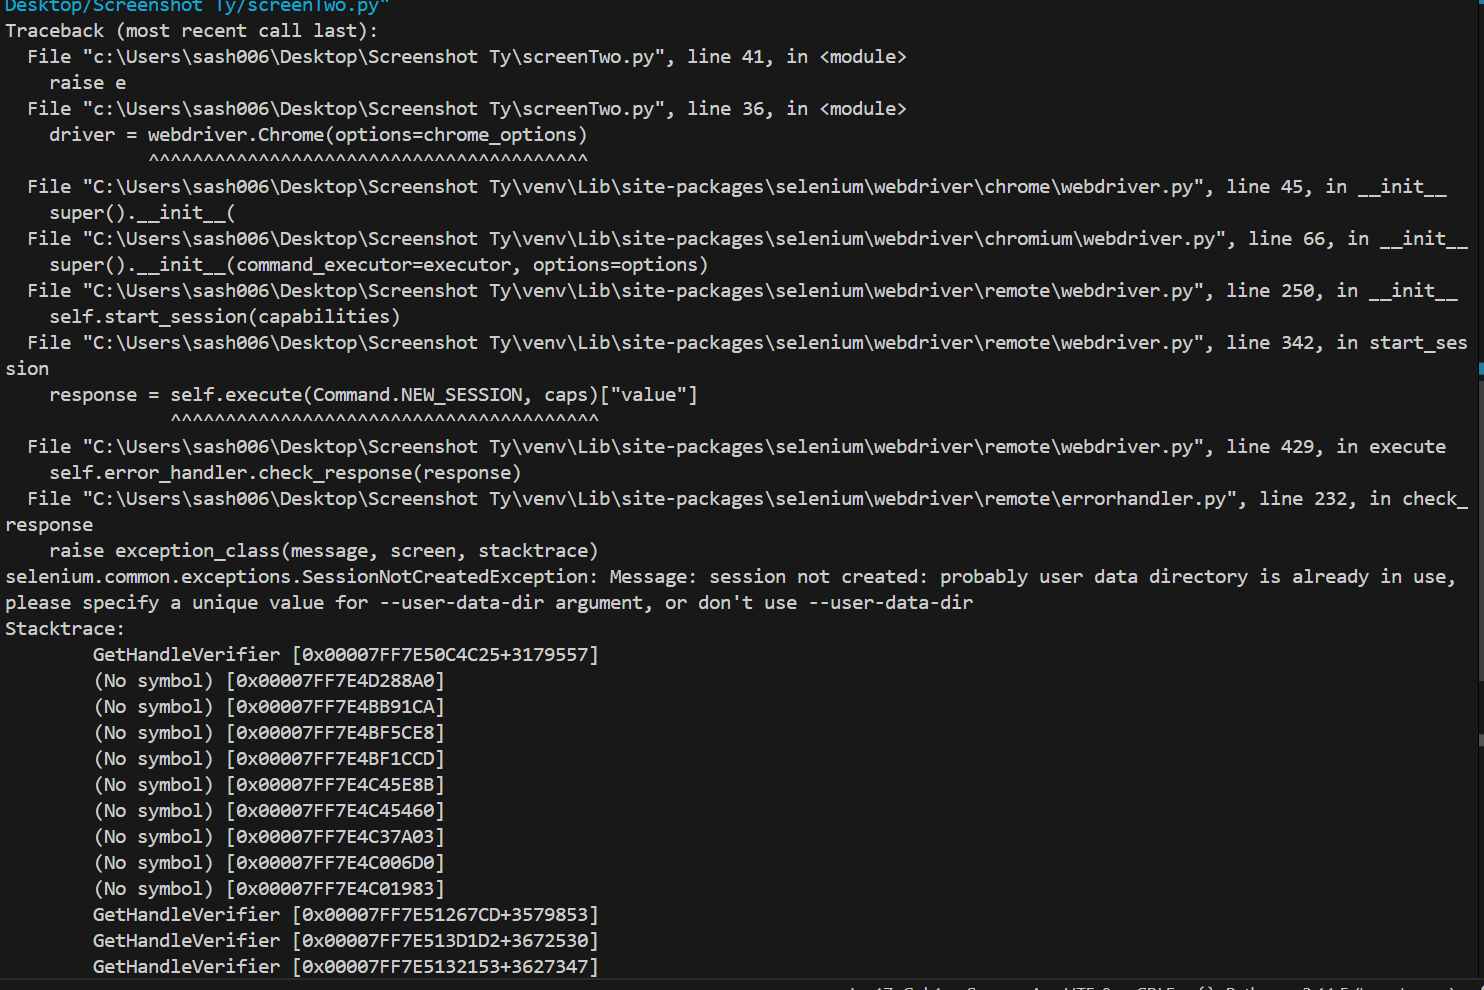 Desktop/Screenshot Ty/screenTwo.py"
Traceback (most recent call last):
  File "c:\Users\sash006\Desktop\Screenshot Ty\screenTwo.py", line 41, in <module>
    raise e
  File "c:\Users\sash006\Desktop\Screenshot Ty\screenTwo.py", line 36, in <module>
    driver = webdriver.Chrome(options=chrome_options)
             ^^^^^^^^^^^^^^^^^^^^^^^^^^^^^^^^^^^^^^^^
  File "C:\Users\sash006\Desktop\Screenshot Ty\venv\Lib\site-packages\selenium\webdriver\chrome\webdriver.py", line 45, in __init__
    super().__init__(
  File "C:\Users\sash006\Desktop\Screenshot Ty\venv\Lib\site-packages\selenium\webdriver\chromium\webdriver.py", line 66, in __init__
    super().__init__(command_executor=executor, options=options)
  File "C:\Users\sash006\Desktop\Screenshot Ty\venv\Lib\site-packages\selenium\webdriver\remote\webdriver.py", line 250, in __init__
    self.start_session(capabilities)
  File "C:\Users\sash006\Desktop\Screenshot Ty\venv\Lib\site-packages\selenium\webdriver\remote\webdriver.py", line 342, in start_ses
sion
    response = self.execute(Command.NEW_SESSION, caps)["value"]
               ^^^^^^^^^^^^^^^^^^^^^^^^^^^^^^^^^^^^^^^
  File "C:\Users\sash006\Desktop\Screenshot Ty\venv\Lib\site-packages\selenium\webdriver\remote\webdriver.py", line 429, in execute
    self.error_handler.check_response(response)
  File "C:\Users\sash006\Desktop\Screenshot Ty\venv\Lib\site-packages\selenium\webdriver\remote\errorhandler.py", line 232, in check_
response
    raise exception_class(message, screen, stacktrace)
selenium.common.exceptions.SessionNotCreatedException: Message: session not created: probably user data directory is already in use,
please specify a unique value for --user-data-dir argument, or don't use --user-data-dir
Stacktrace:
        GetHandleVerifier [0x00007FF7E50C4C25+3179557]
        (No symbol) [0x00007FF7E4D288A0]
        (No symbol) [0x00007FF7E4BB91CA]
        (No symbol) [0x00007FF7E4BF5CE8]
        (No symbol) [0x00007FF7E4BF1CCD]
        (No symbol) [0x00007FF7E4C45E8B]
        (No symbol) [0x00007FF7E4C45460]
        (No symbol) [0x00007FF7E4C37A03]
        (No symbol) [0x00007FF7E4C006D0]
        (No symbol) [0x00007FF7E4C01983]
        GetHandleVerifier [0x00007FF7E51267CD+3579853]
        GetHandleVerifier [0x00007FF7E513D1D2+3672530]
        GetHandleVerifier [0x00007FF7E5132153+3627347]